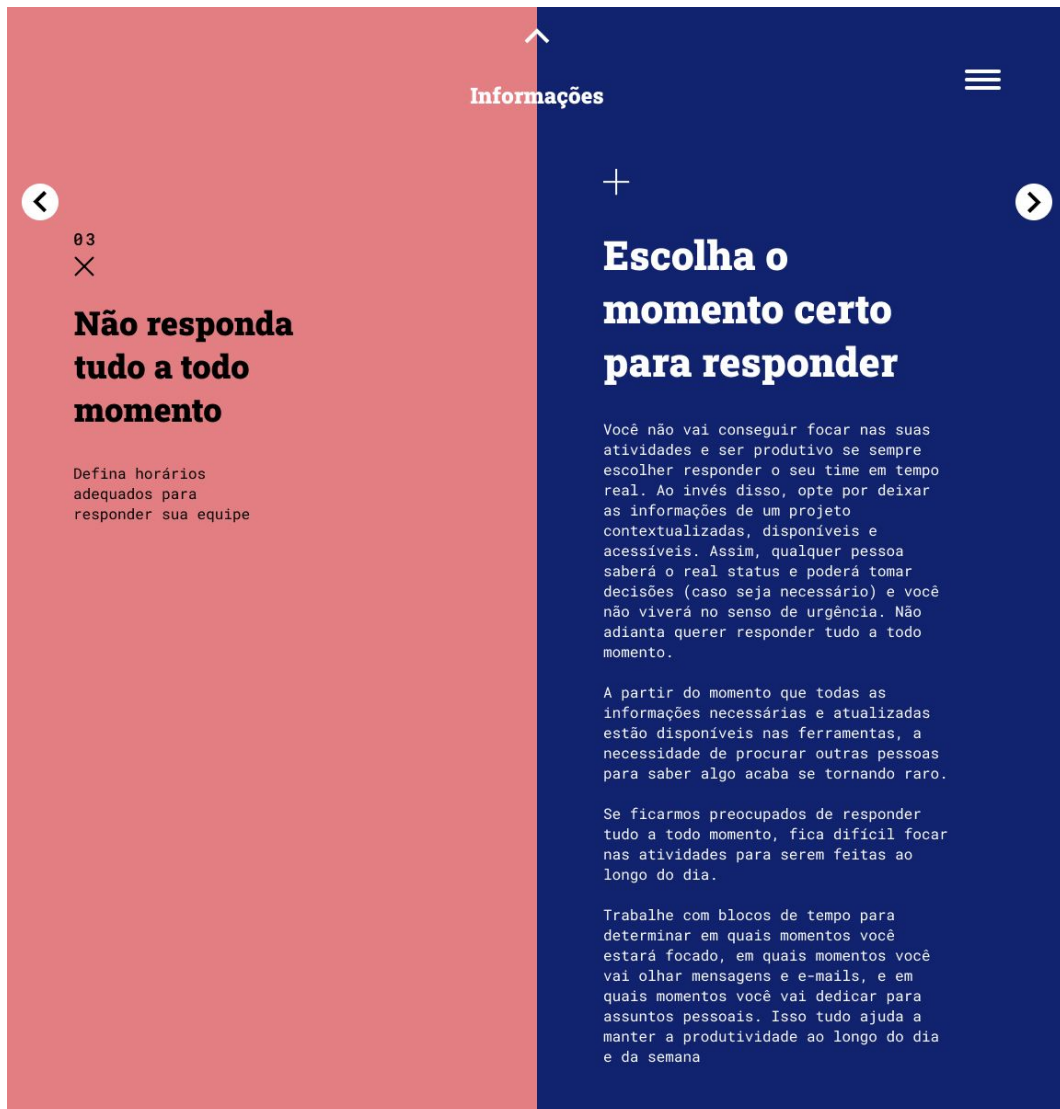 Informações
03
Não responda
tudo a todo
momento
Defina horários
adequados para
responder sua equipe
Escolha o
momento certo
para responder
Você não vai conseguir focar nas suas
atividades e ser produtivo se sempre
escolher responder o seu time em tempo
real. Ao invés disso, opte por deixar
as informações de um projeto
contextualizadas, disponíveis e
acessíveis. Assim, qualquer pessoa
saberá o real status e poderá tomar
decisões (caso seja necessário) e você
não viverá no senso de urgência. Não
adianta querer responder tudo a todo
momento.
A partir do momento que todas as
informações necessárias e atualizadas
estão disponíveis nas ferramentas, a
necessidade de procurar outras pessoas
para saber algo acaba se tornando raro.
Se ficarmos preocupados de responder
tudo a todo momento, fica difícil focar
nas atividades para serem feitas ao
longo do dia.
Trabalhe com blocos de tempo para
determinar em quais momentos você
estará focado, em quais momentos você
vai olhar mensagens e e-mails, e em
quais momentos você vai dedicar para
assuntos pessoais. Isso tudo ajuda a
manter a produtividade ao longo do dia
e da semana